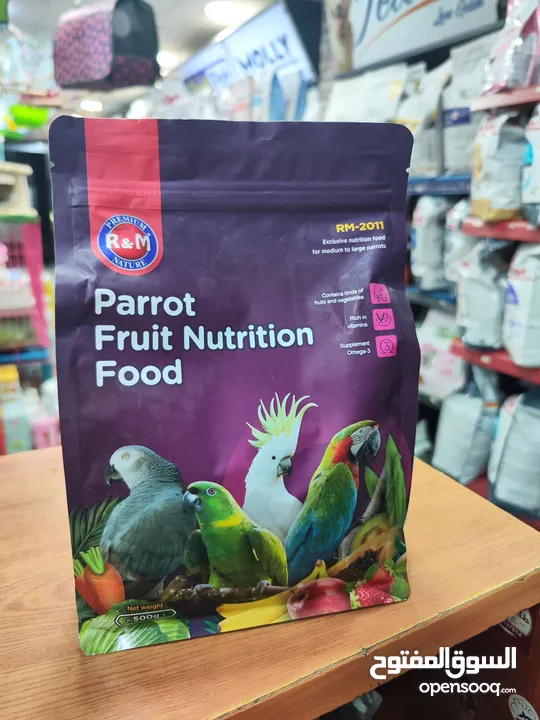 MOLLY
PREMIUM
R&M
NATURE
RM-2011
Exclusive nutrition food
for medium to large parrots
Parrot
Fruit Nutrition
Food
Contains kinds of
fruits and vegetables
Rich in
vitamins
Supplement
Omega-3
Net weight
500g
السوق المفتوح
opensooq.com